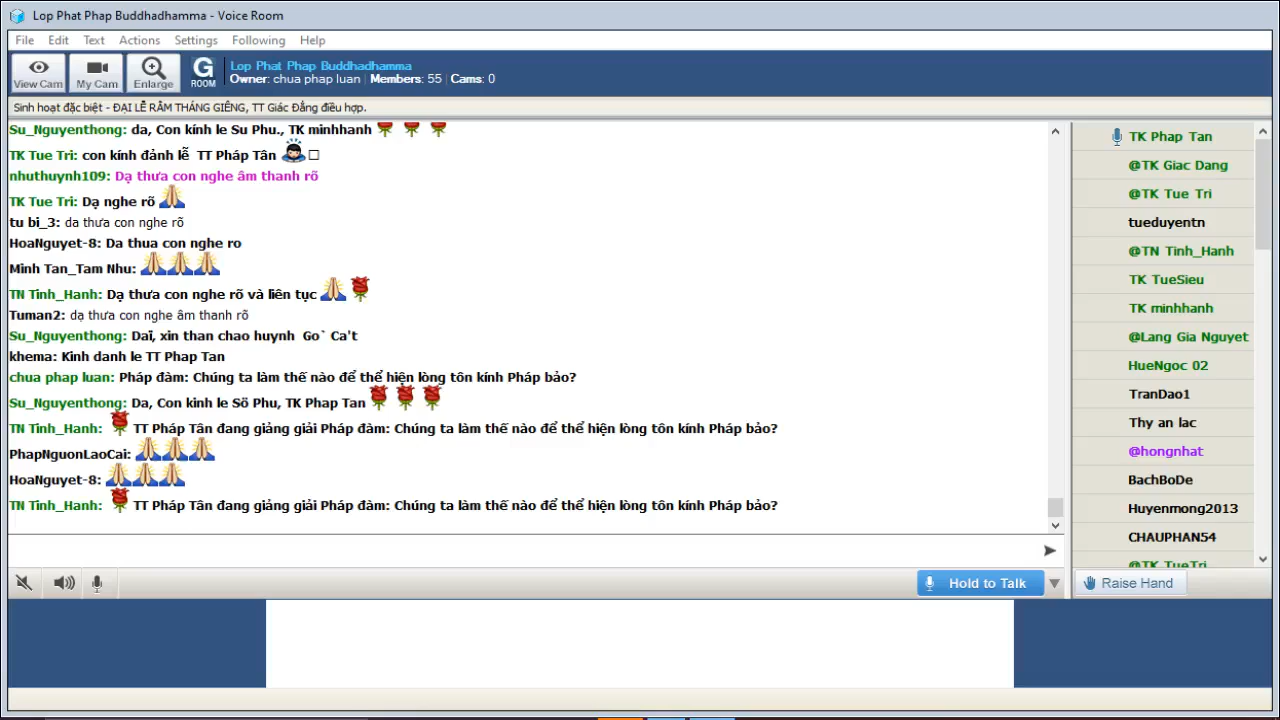 Lop Phat Phap Buddhadhamma - Voice Room
File Edit Text Actions Settings Following Help
View Cam My Cam Enlarge G ROOM
Lop Phat Phap Buddhadhamma
Owner: chua phap luan | Members: 55 | Cams: 0
Sinh hoạt đặc biệt - ĐẠI LỄ RẰM THÁNG GIÊNG, TT Giác Đẳng điều hợp.
Su_Nguyenthong: da, Con kính le Su Phu., TK minhhanh
TK Tue Tri: con kính đảnh lễ TT Pháp Tân
nhuthuynh109: Dạ thưa con nghe âm thanh rõ
TK Tue Tri: Dạ nghe rõ
tu bi_3: da thưa con nghe rõ
HoaNguyet-8: Da thua con nghe ro
Minh Tan_Tam Nhu:
TN Tinh_Hanh: Dạ thưa con nghe rõ và liên tục
Tuman2: dạ thưa con nghe âm thanh rõ
Su_Nguyenthong: Daï, xin than chao huynh Go` Ca't
khema: Kinh danh le TT Phap Tan
chua phap luan: Pháp đàm: Chúng ta làm thế nào để thể hiện lòng tôn kính Pháp bảo?
Su_Nguyenthong: Da, Con kinh le Sö Phu, TK Phap Tan
TN Tinh_Hanh: TT Pháp Tân đang giảng giải Pháp đàm: Chúng ta làm thế nào để thể hiện lòng tôn kính Pháp bảo?
PhapNguonLaoCai:
HoaNguyet-8:
TN Tinh_Hanh: TT Pháp Tân đang giảng giải Pháp đàm: Chúng ta làm thế nào để thể hiện lòng tôn kính Pháp bảo?
TK Phap Tan
@TK Giac Dang
@TK Tue Tri
tueduyentn
@TN Tinh_Hanh
TK TueSieu
TK minhhanh
@Lang Gia Nguyet
HueNgoc 02
TranDao1
Thy an lac
@hongnhat
BachBoDe
Huyenmong2013
CHAUPHAN54
@TK TueTri
Hold to Talk
Raise Hand